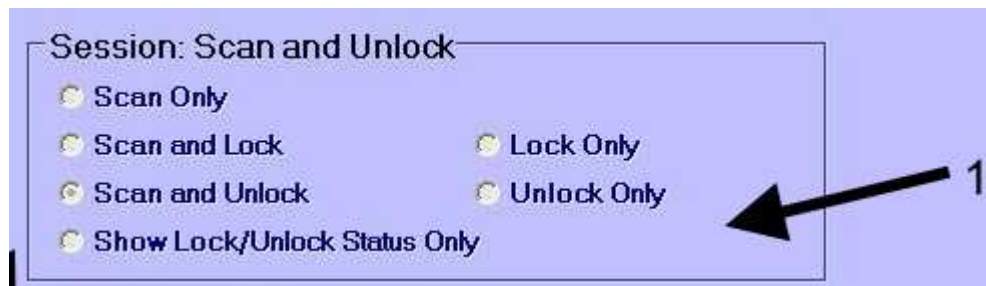 Session: Scan and Unlock
Scan Only
Scan and Lock Lock Only
Scan and Unlock Unlock Only
Show Lock/Unlock Status Only
1